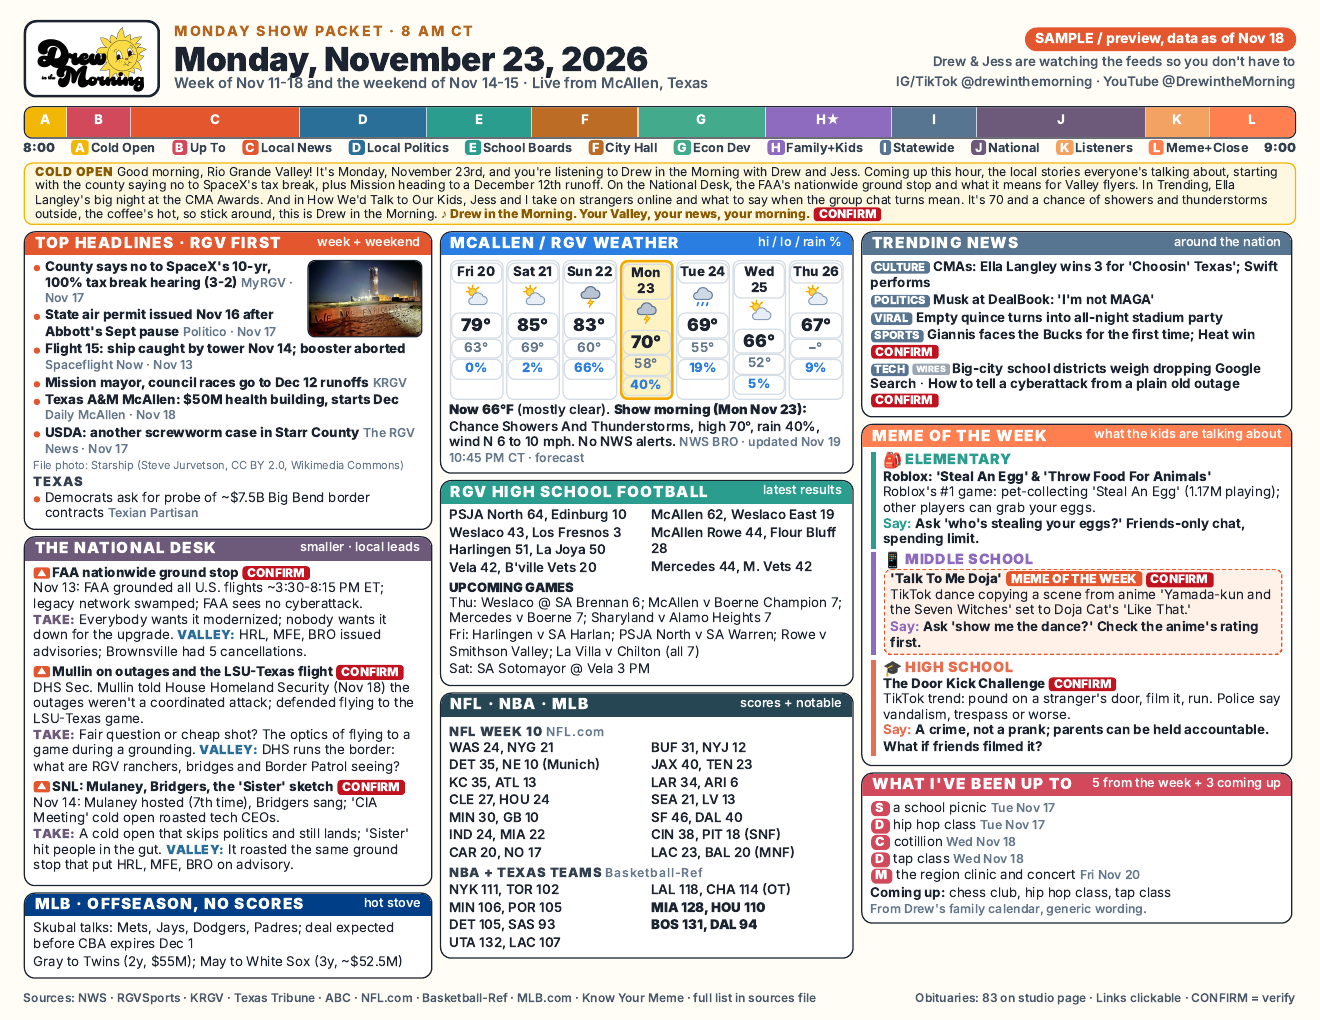 Drew
in the
Morning
MONDAY SHOW PACKET · 8 AM CT
Monday, November 23, 2026
Week of Nov 11-18 and the weekend of Nov 14-15 · Live from McAllen, Texas
SAMPLE / preview, data as of Nov 18
Drew & Jess are watching the feeds so you don't have to
IG/TikTok @drewinthemorning · YouTube @DrewintheMorning
A B C D E F G H★ I J K L
8:00 A Cold Open B Up To C Local News D Local Politics E School Boards F City Hall G Econ Dev H Family+Kids I Statewide J National K Listeners L Meme+Close 9:00
COLD OPEN Good morning, Rio Grande Valley! It's Monday, November 23rd, and you're listening to Drew in the Morning with Drew and Jess. Coming up this hour, the local stories everyone's talking about, starting
with the county saying no to SpaceX's tax break, plus Mission heading to a December 12th runoff. On the National Desk, the FAA's nationwide ground stop and what it means for Valley flyers. In Trending, Ella
Langley's big night at the CMA Awards. And in How We'd Talk to Our Kids, Jess and I take on strangers online and what to say when the group chat turns mean. It's 70 and a chance of showers and thunderstorms
outside, the coffee's hot, so stick around, this is Drew in the Morning. ♪ Drew in the Morning. Your Valley, your news, your morning. CONFIRM
TOP HEADLINES · RGV FIRST week + weekend
• County says no to SpaceX's 10-yr,
100% tax break hearing (3-2) MyRGV ·
Nov 17
• State air permit issued Nov 16 after
Abbott's Sept pause Politico · Nov 17
• Flight 15: ship caught by tower Nov 14; booster aborted
Spaceflight Now · Nov 13
• Mission mayor, council races go to Dec 12 runoffs KRGV
• Texas A&M McAllen: $50M health building, starts Dec
Daily McAllen · Nov 18
• USDA: another screwworm case in Starr County The RGV
News · Nov 17
File photo: Starship (Steve Jurvetson, CC BY 2.0, Wikimedia Commons)
TEXAS
• Democrats ask for probe of ~$7.5B Big Bend border
contracts Texian Partisan
THE NATIONAL DESK smaller · local leads
FAA nationwide ground stop CONFIRM
Nov 13: FAA grounded all U.S. flights ~3:30-8:15 PM ET;
legacy network swamped; FAA sees no cyberattack.
TAKE: Everybody wants it modernized; nobody wants it
down for the upgrade. VALLEY: HRL, MFE, BRO issued
advisories; Brownsville had 5 cancellations.
Mullin on outages and the LSU-Texas flight CONFIRM
DHS Sec. Mullin told House Homeland Security (Nov 18) the
outages weren't a coordinated attack; defended flying to the
LSU-Texas game.
TAKE: Fair question or cheap shot? The optics of flying to a
game during a grounding. VALLEY: DHS runs the border:
what are RGV ranchers, bridges and Border Patrol seeing?
SNL: Mulaney, Bridgers, the 'Sister' sketch CONFIRM
Nov 14: Mulaney hosted (7th time), Bridgers sang; 'CIA
Meeting' cold open roasted tech CEOs.
TAKE: A cold open that skips politics and still lands; 'Sister'
hit people in the gut. VALLEY: It roasted the same ground
stop that put HRL, MFE, BRO on advisory.
MLB · OFFSEASON, NO SCORES hot stove
Skubal talks: Mets, Jays, Dodgers, Padres; deal expected
before CBA expires Dec 1
Gray to Twins (2y, $55M); May to White Sox (3y, ~$52.5M)
MCALLEN / RGV WEATHER hi / lo / rain %
Fri 20 79° 63° 0%
Sat 21 85° 69° 2%
Sun 22 83° 60° 66%
Mon 23 70° 58° 40%
Tue 24 69° 55° 19%
Wed 25 66° 52° 5%
Thu 26 67° –° 9%
Now 66°F (mostly clear). Show morning (Mon Nov 23):
Chance Showers And Thunderstorms, high 70°, rain 40%,
wind N 6 to 10 mph. No NWS alerts. NWS BRO · updated Nov 19
10:45 PM CT · forecast
RGV HIGH SCHOOL FOOTBALL latest results
PSJA North 64, Edinburg 10
Weslaco 43, Los Fresnos 3
Harlingen 51, La Joya 50
Vela 42, B'ville Vets 20
McAllen 62, Weslaco East 19
McAllen Rowe 44, Flour Bluff
28
Mercedes 44, M. Vets 42
UPCOMING GAMES
Thu: Weslaco @ SA Brennan 6; McAllen v Boerne Champion 7;
Mercedes v Boerne 7; Sharyland v Alamo Heights 7
Fri: Harlingen v SA Harlan; PSJA North v SA Warren; Rowe v
Smithson Valley; La Villa v Chilton (all 7)
Sat: SA Sotomayor @ Vela 3 PM
NFL · NBA · MLB scores + notable
NFL WEEK 10 NFL.com
WAS 24, NYG 21
DET 35, NE 10 (Munich)
KC 35, ATL 13
CLE 27, HOU 24
MIN 30, GB 10
IND 24, MIA 22
CAR 20, NO 17
BUF 31, NYJ 12
JAX 40, TEN 23
LAR 34, ARI 6
SEA 21, LV 13
SF 46, DAL 40
CIN 38, PIT 18 (SNF)
LAC 23, BAL 20 (MNF)
NBA + TEXAS TEAMS Basketball-Ref
NYK 111, TOR 102
MIN 106, POR 105
DET 105, SAS 93
UTA 132, LAC 107
LAL 118, CHA 114 (OT)
MIA 128, HOU 110
BOS 131, DAL 94
TRENDING NEWS around the nation
CULTURE CMAs: Ella Langley wins 3 for 'Choosin' Texas'; Swift
performs
POLITICS Musk at DealBook: 'I'm not MAGA'
VIRAL Empty quince turns into all-night stadium party
SPORTS Giannis faces the Bucks for the first time; Heat win
CONFIRM
TECH WIRES Big-city school districts weigh dropping Google
Search · How to tell a cyberattack from a plain old outage
CONFIRM
MEME OF THE WEEK what the kids are talking about
ELEMENTARY
Roblox: 'Steal An Egg' & 'Throw Food For Animals'
Roblox's #1 game: pet-collecting 'Steal An Egg' (1.17M playing);
other players can grab your eggs.
Say: Ask 'who's stealing your eggs?' Friends-only chat,
spending limit.
MIDDLE SCHOOL
'Talk To Me Doja' MEME OF THE WEEK CONFIRM
TikTok dance copying a scene from anime 'Yamada-kun and
the Seven Witches' set to Doja Cat's 'Like That.'
Say: Ask 'show me the dance?' Check the anime's rating
first.
HIGH SCHOOL
The Door Kick Challenge CONFIRM
TikTok trend: pound on a stranger's door, film it, run. Police say
vandalism, trespass or worse.
Say: A crime, not a prank; parents can be held accountable.
What if friends filmed it?
WHAT I'VE BEEN UP TO 5 from the week + 3 coming up
S a school picnic Tue Nov 17
D hip hop class Tue Nov 17
C cotillion Wed Nov 18
D tap class Wed Nov 18
M the region clinic and concert Fri Nov 20
Coming up: chess club, hip hop class, tap class
From Drew's family calendar, generic wording.
Sources: NWS · RGVSports · KRGV · Texas Tribune · ABC · NFL.com · Basketball-Ref · MLB.com · Know Your Meme · full list in sources file
Obituaries: 83 on studio page · Links clickable · CONFIRM = verify